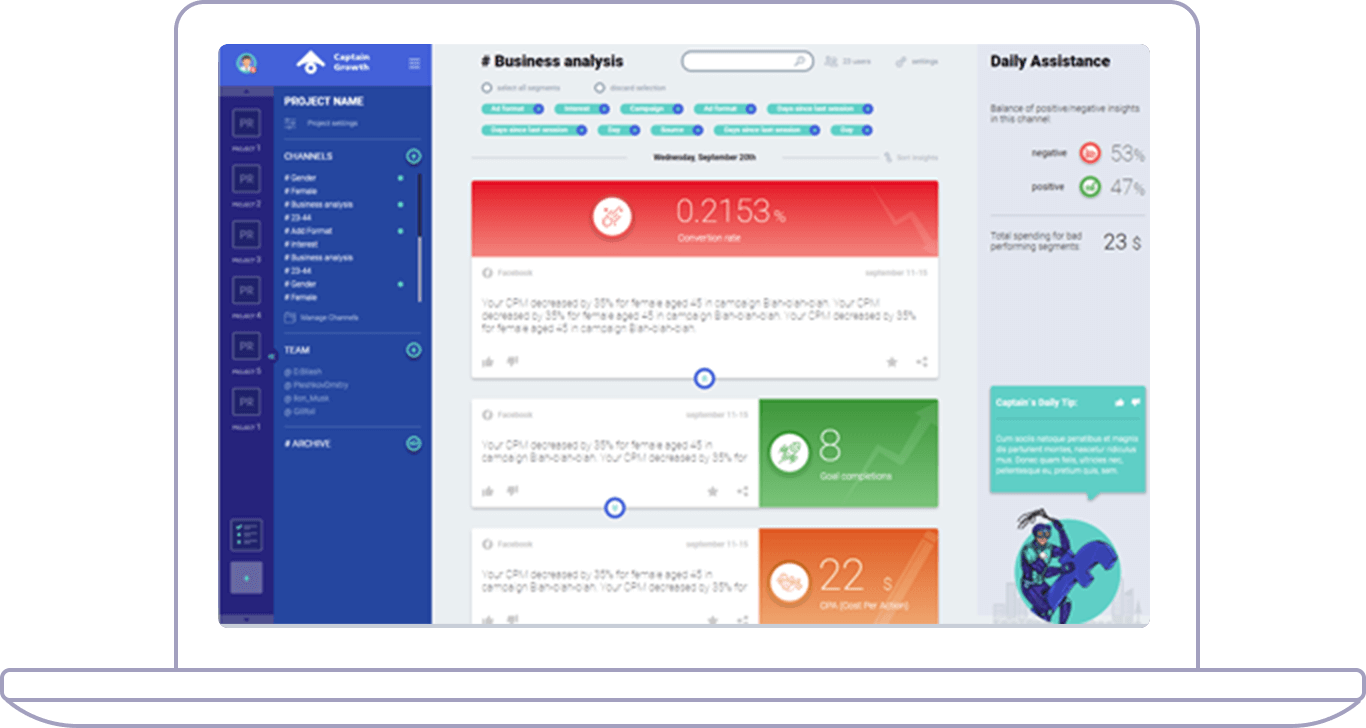 Captain
Growth
PROJECT NAME
Project settings
PR
PROJECT 1
PR
PROJECT 2
PR
PROJECT 3
PR
PROJECT 4
PR
PROJECT 5
PR
PROJECT 1
CHANNELS
# Gender
# Female
# Business analysis
# 23-44
# Add Format
# Interest
# Business analysis
# 23-44
# Gender
# Female
Manage Channels
TEAM
@ PleshkovDmitry
@ Ilon_Musk
# ARCHIVE
# Business analysis
23 users
settings
select all segments
discard selection
Ad format
Interest
Campaign
Ad format
Days since last session
Days since last session
Day
Source
Days since last session
Day
Wednesday, September 20th
Sort insights
0.2153 %
Convertion rate
Facebook
september 11-15
Your CPM decreased by 35% for female aged 45 in campaign Blah-blah-blah. Your CPM
decreased by 35% for female aged 45 in campaign Blah-blah-blah. Your CPM decreased by 35%
for female aged 45 in campaign Blah-blah-blah.
Facebook
september 11-15
Your CPM decreased by 35% for female aged 45 in
campaign Blah-blah-blah. Your CPM decreased by 35% for
8
Goal completions
Facebook
september 11-15
Your CPM decreased by 35% for female aged 45 in
campaign Blah-blah-blah. Your CPM decreased by 35% for
22 $
CPA (Cost Per Action)
Daily Assistance
Balance of positive/negative insights
in this channel:
negative 53%
positive 47%
Total spending for bad
performing segments: 23 $
Captain`s Daily Tip:
Cum sociis natoque penatibus et magnis
dis parturient montes, nascetur ridiculus
mus. Donec quam felis, ultricies nec,
pellentesque eu, pretium quis, sem.